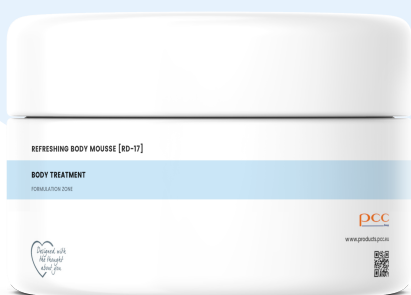 REFRESHING BODY MOUSSE [RD-17]
BODY TREATMENT
FORMULATION ZONE
pcc
www.products.pcc.eu
Designed with
the thought
about you